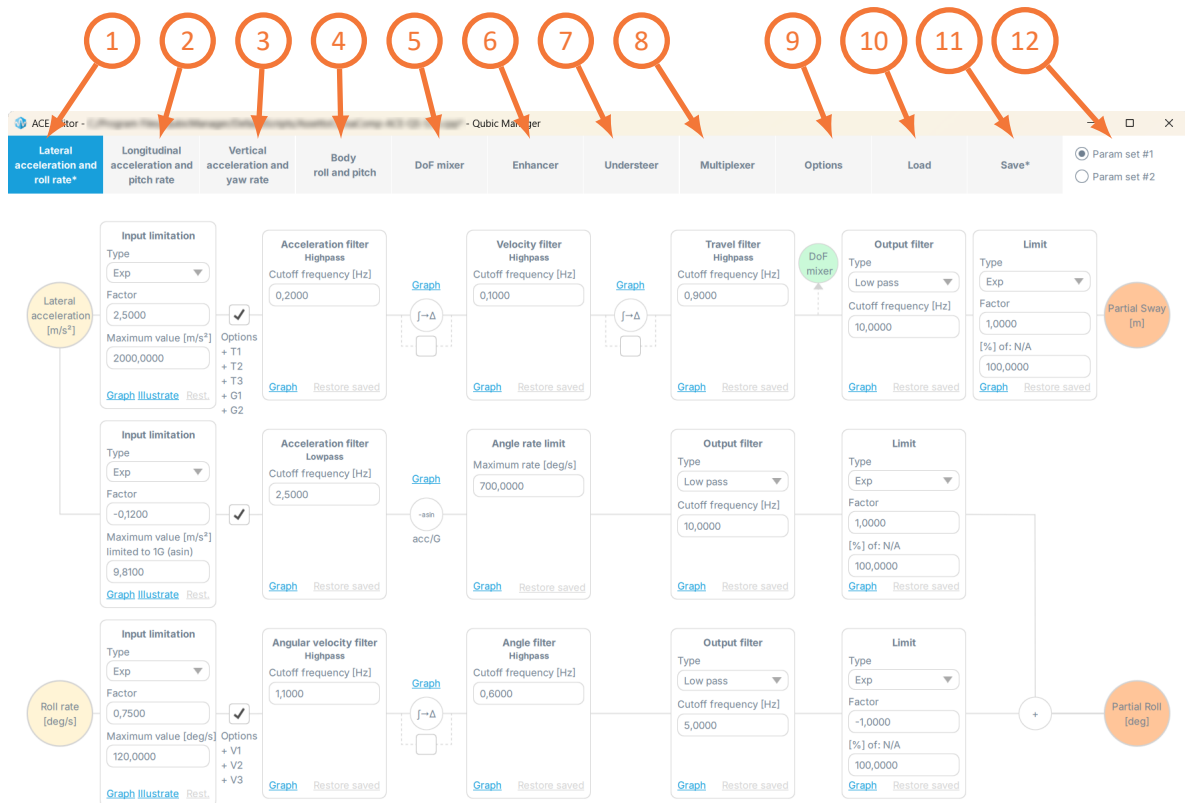 1 2 3 4 5 6 7 8 9 10 11 12
ACE Editor - - Qubic Manager
Lateral
acceleration and
roll rate*
Longitudinal
acceleration and
pitch rate
Vertical
acceleration and
yaw rate
Body
roll and pitch
DoF mixer
Enhancer
Understeer
Multiplexer
Options
Load
Save*
Param set #1
Param set #2
Lateral
acceleration
[m/s²]
Input limitation
Type
Exp
Factor
2,5000
Maximum value [m/s²]
2000,0000
Graph Illustrate Rest.
Options
+ T1
+ T2
+ T3
+ G1
+ G2
Acceleration filter
Highpass
Cutoff frequency [Hz]
0,2000
Graph Restore saved
Graph
∫→Δ
Velocity filter
Highpass
Cutoff frequency [Hz]
0,1000
Graph Restore saved
Graph
∫→Δ
Travel filter
Highpass
Cutoff frequency [Hz]
0,9000
Graph Restore saved
DoF
mixer
Output filter
Type
Low pass
Cutoff frequency [Hz]
10,0000
Graph Restore saved
Limit
Type
Exp
Factor
1,0000
[%] of: N/A
100,0000
Graph Restore saved
Partial Sway
[m]
Input limitation
Type
Exp
Factor
-0,1200
Maximum value [m/s²]
limited to 1G (asin)
9,8100
Graph Illustrate Rest.
Acceleration filter
Lowpass
Cutoff frequency [Hz]
2,5000
Graph Restore saved
Graph
-asin
acc/G
Angle rate limit
Maximum rate [deg/s]
700,0000
Graph Restore saved
Output filter
Type
Low pass
Cutoff frequency [Hz]
10,0000
Graph Restore saved
Limit
Type
Exp
Factor
1,0000
[%] of: N/A
100,0000
Graph Restore saved
Roll rate
[deg/s]
Input limitation
Type
Exp
Factor
0,7500
Maximum value [deg/s]
120,0000
Graph Illustrate Rest.
Options
+ V1
+ V2
+ V3
Angular velocity filter
Highpass
Cutoff frequency [Hz]
1,1000
Graph Restore saved
Graph
∫→Δ
Angle filter
Highpass
Cutoff frequency [Hz]
0,6000
Graph Restore saved
Output filter
Type
Low pass
Cutoff frequency [Hz]
5,0000
Graph Restore saved
Limit
Type
Exp
Factor
-1,0000
[%] of: N/A
100,0000
Graph Restore saved
+
Partial Roll
[deg]